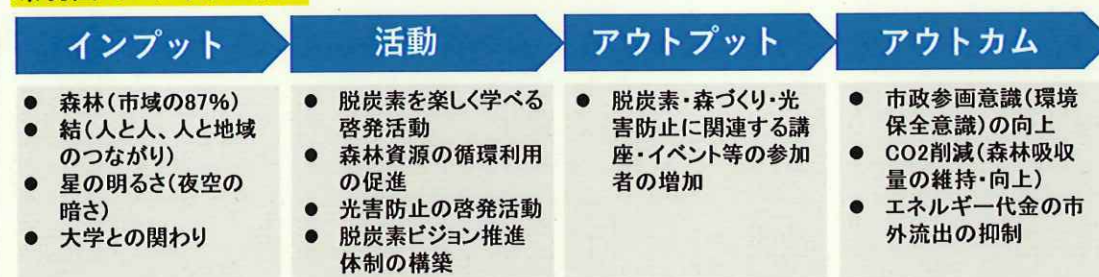 インプット
● 森林(市域の87%)
● 結(人と人、人と地域
のつながり)
● 星の明るさ(夜空の
暗さ)
● 大学との関わり
活動
● 脱炭素を楽しく学べる
啓発活動
● 森林資源の循環利用
の促進
● 光害防止の啓発活動
● 脱炭素ビジョン推進
体制の構築
アウトプット
● 脱炭素・森づくり・光
害防止に関連する講
座・イベント等の参加
者の増加
アウトカム
● 市政参画意識(環境
保全意識)の向上
● CO2削減(森林吸収
量の維持・向上)
● エネルギー代金の市
外流出の抑制